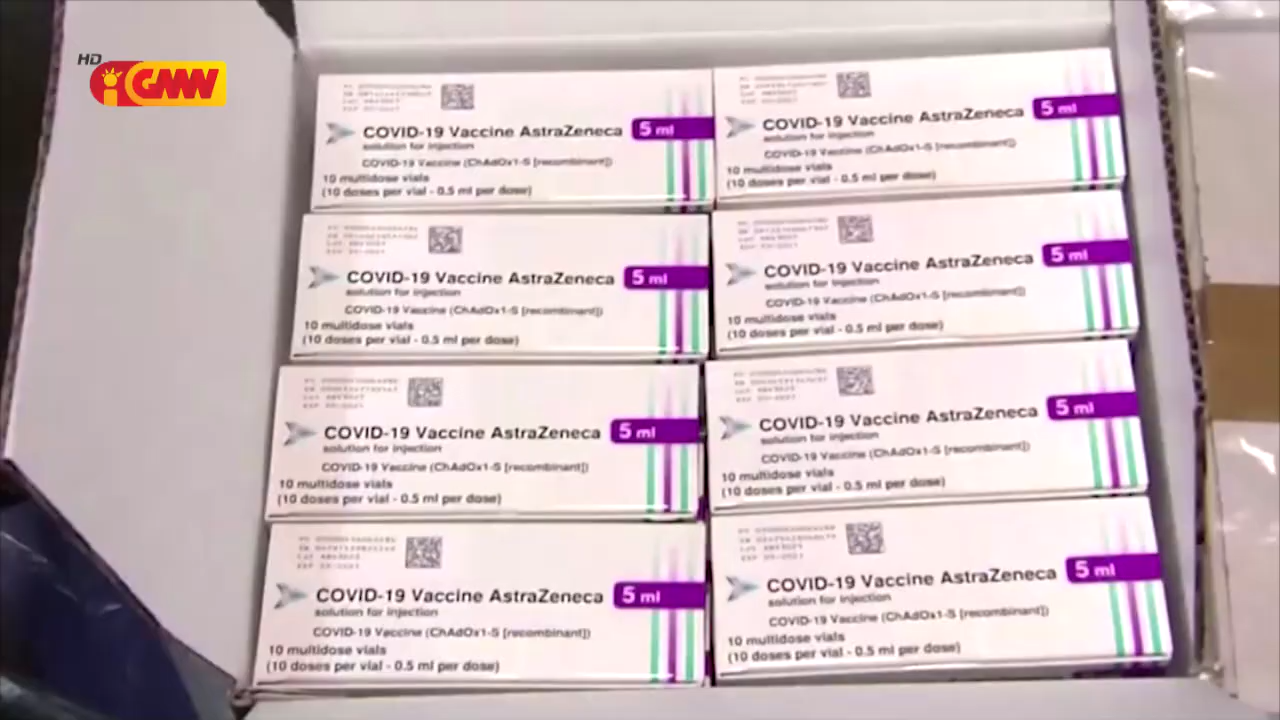 HD
iGMW
COVID-19 Vaccine AstraZeneca 5 ml
solution for injection
COVID-19 Vaccine (ChAdOx1-S [recombinant])
10 multidose vials
(10 doses per vial - 0.5 ml per dose)
COVID-19 Vaccine AstraZeneca 5 ml
solution for injection
COVID-19 Vaccine (ChAdOx1-S [recombinant])
10 multidose vials
(10 doses per vial - 0.5 ml per dose)
COVID-19 Vaccine AstraZeneca 5 ml
solution for injection
COVID-19 Vaccine (ChAdOx1-S [recombinant])
10 multidose vials
(10 doses per vial - 0.5 ml per dose)
COVID-19 Vaccine AstraZeneca 5 ml
solution for injection
COVID-19 Vaccine (ChAdOx1-S [recombinant])
10 multidose vials
(10 doses per vial - 0.5 ml per dose)
COVID-19 Vaccine AstraZeneca 5 ml
solution for injection
COVID-19 Vaccine (ChAdOx1-S [recombinant])
10 multidose vials
(10 doses per vial - 0.5 ml per dose)
COVID-19 Vaccine AstraZeneca 5 ml
solution for injection
COVID-19 Vaccine (ChAdOx1-S [recombinant])
10 multidose vials
(10 doses per vial - 0.5 ml per dose)
COVID-19 Vaccine AstraZeneca 5 ml
solution for injection
COVID-19 Vaccine (ChAdOx1-S [recombinant])
10 multidose vials
(10 doses per vial - 0.5 ml per dose)
COVID-19 Vaccine AstraZeneca 5 ml
solution for injection
COVID-19 Vaccine (ChAdOx1-S [recombinant])
10 multidose vials
(10 doses per vial - 0.5 ml per dose)